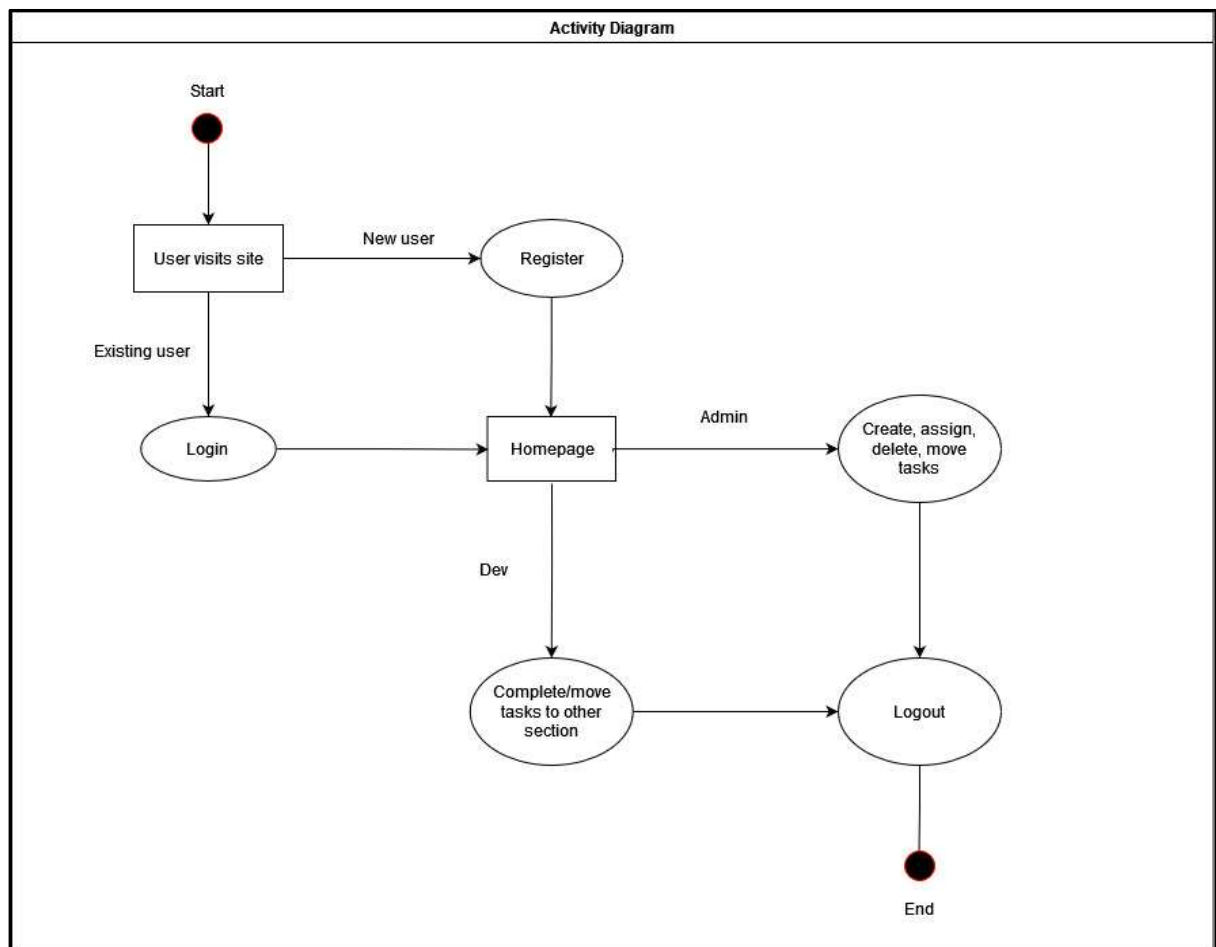 Activity Diagram
Start
User visits site
New user
Register
Existing user
Login
Homepage
Admin
Create, assign,
delete, move
tasks
Dev
Complete/move
tasks to other
section
Logout
End